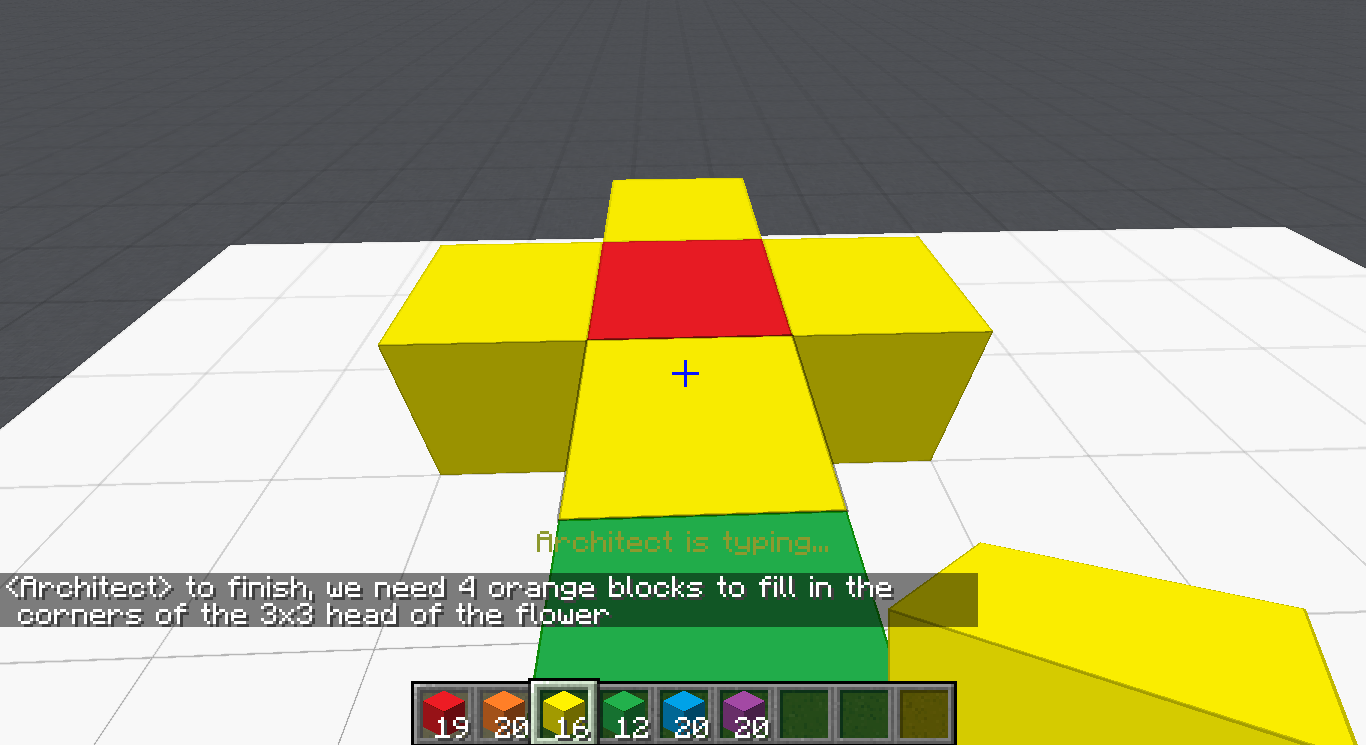 Architect is typing...
<Architect> to finish, we need 4 orange blocks to fill in the
corners of the 3x3 head of the flower
19 20 16 12 20 20